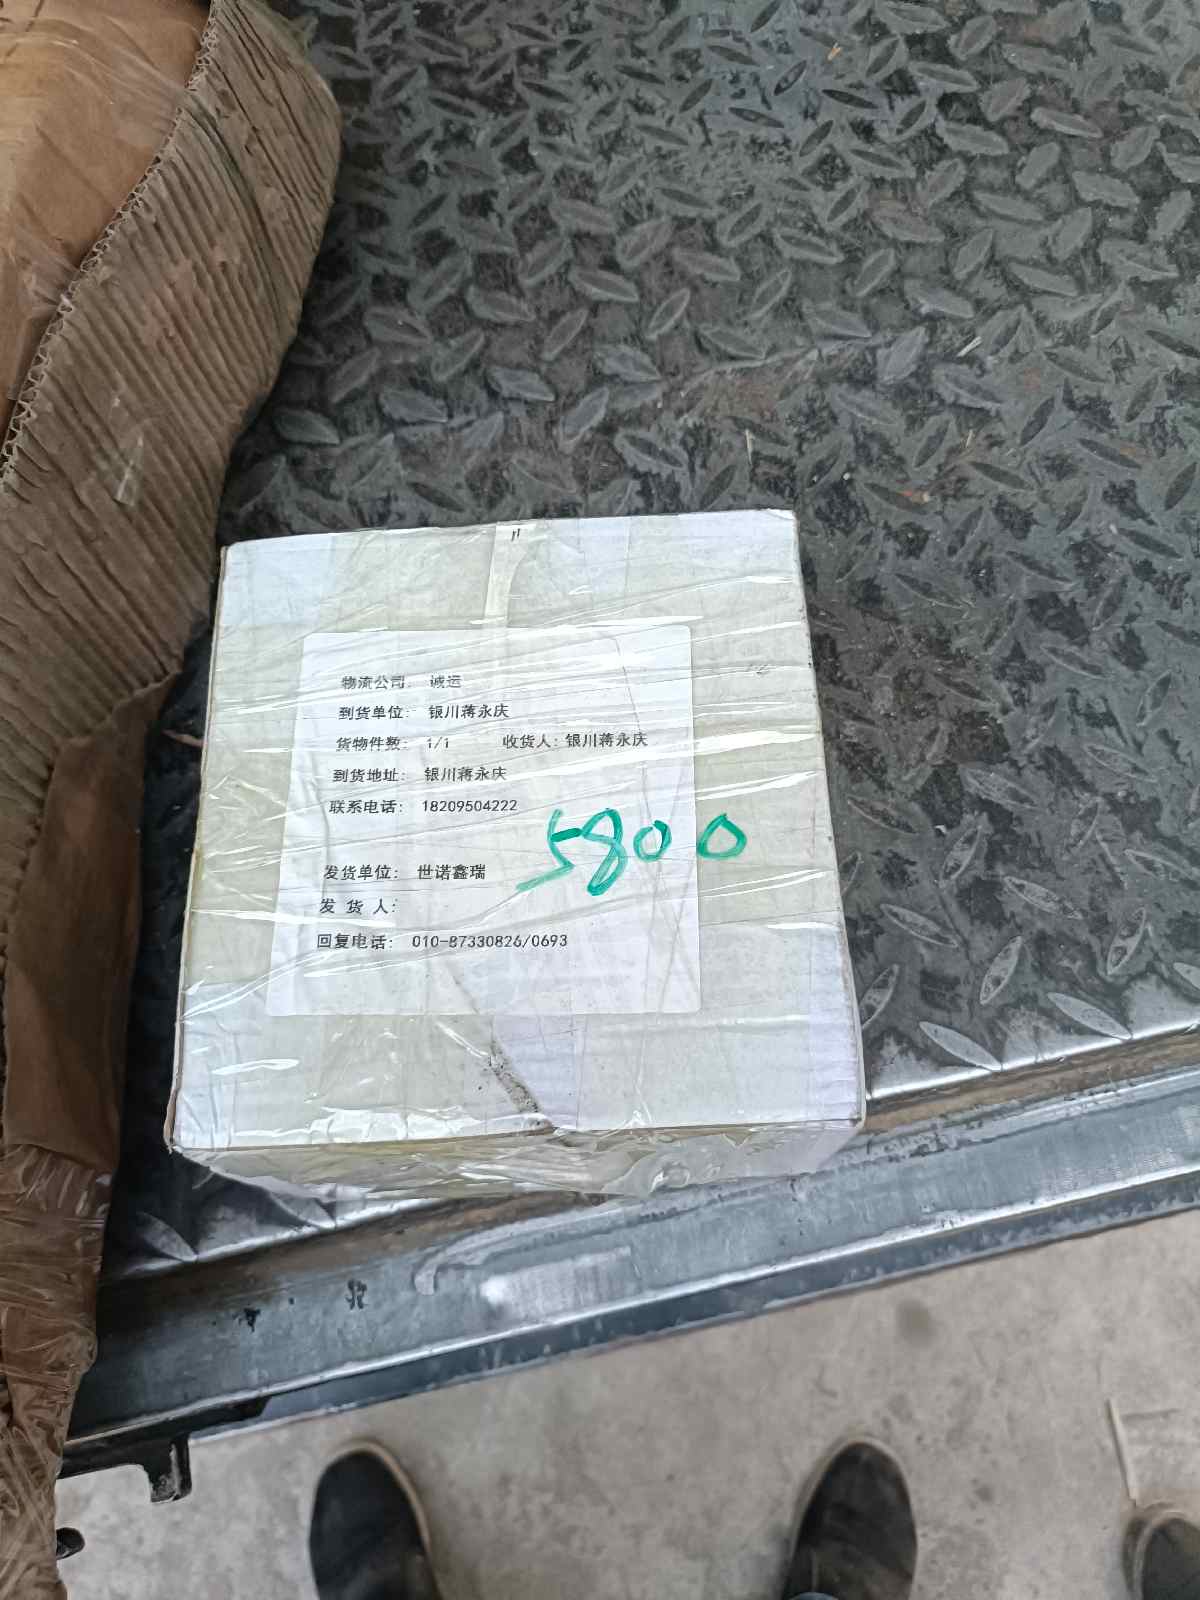 物流公司： 诚运
到货单位： 银川蒋永庆
货物件数： 1/1 收货人：银川蒋永庆
到货地址： 银川蒋永庆
联系电话： 18209504222
5800
发货单位： 世诺鑫瑞
发 货 人：
回复电话： 010-87330826/0693